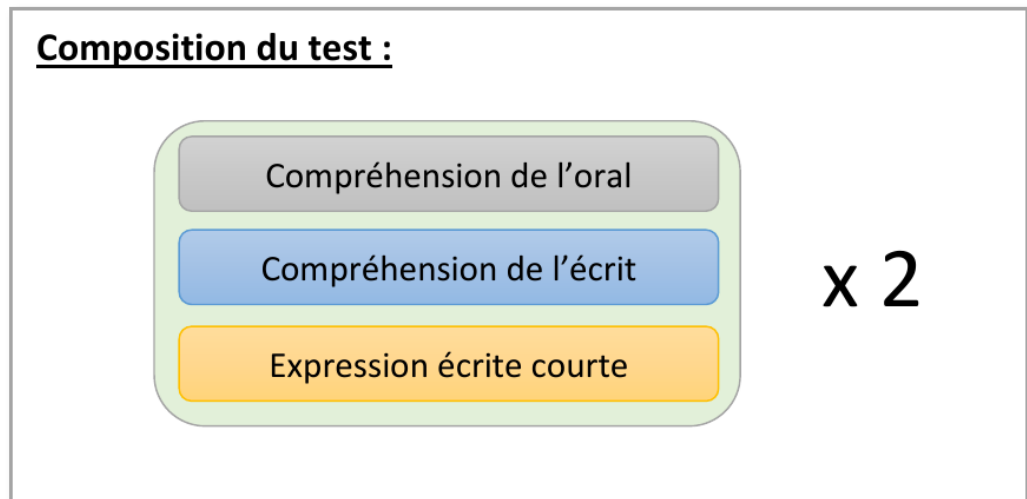 Composition du test :
Compréhension de l’oral
Compréhension de l’écrit
x 2
Expression écrite courte